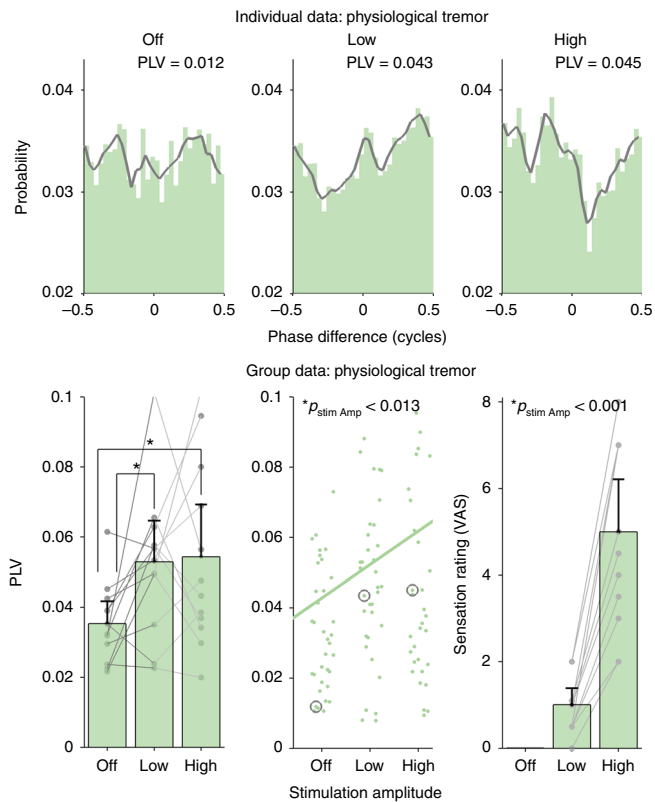 Individual data: physiological tremor
Off Low High
PLV = 0.012 PLV = 0.043 PLV = 0.045
Probability
0.04 0.04 0.04
0.03 0.03 0.03
0.02 0.02 0.02
–0.5 0 0.5 –0.5 0 0.5 –0.5 0 0.5
Phase difference (cycles)
Group data: physiological tremor
PLV
0.1
0.08
0.06
0.04
0.02
0
* *
Off Low High
*pstim Amp < 0.013
0.1
0.08
0.06
0.04
0.02
0
Off Low High
Stimulation amplitude
*pstim Amp < 0.001
Sensation rating (VAS)
8
6
4
2
0
Off Low High